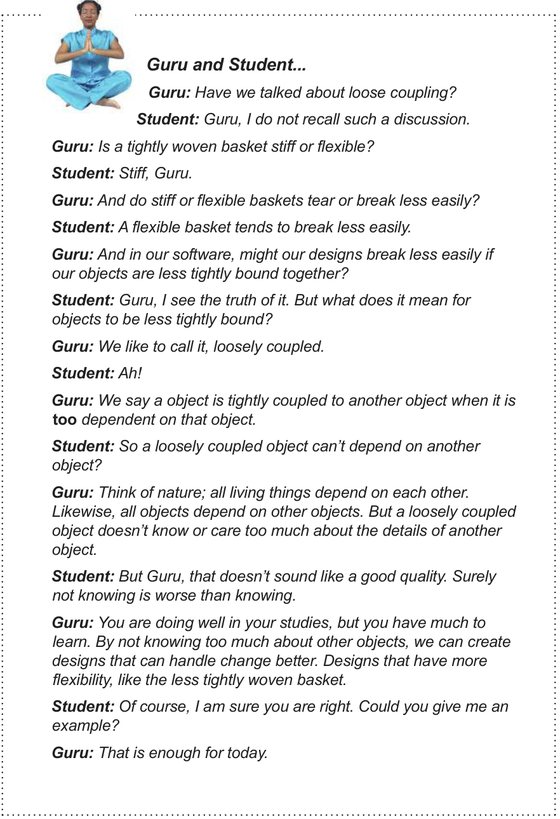 Guru and Student...
Guru: Have we talked about loose coupling?
Student: Guru, I do not recall such a discussion.
Guru: Is a tightly woven basket stiff or flexible?
Student: Stiff, Guru.
Guru: And do stiff or flexible baskets tear or break less easily?
Student: A flexible basket tends to break less easily.
Guru: And in our software, might our designs break less easily if
our objects are less tightly bound together?
Student: Guru, I see the truth of it. But what does it mean for
objects to be less tightly bound?
Guru: We like to call it, loosely coupled.
Student: Ah!
Guru: We say a object is tightly coupled to another object when it is
too dependent on that object.
Student: So a loosely coupled object can't depend on another
object?
Guru: Think of nature; all living things depend on each other.
Likewise, all objects depend on other objects. But a loosely coupled
object doesn't know or care too much about the details of another
object.
Student: But Guru, that doesn't sound like a good quality. Surely
not knowing is worse than knowing.
Guru: You are doing well in your studies, but you have much to
learn. By not knowing too much about other objects, we can create
designs that can handle change better. Designs that have more
flexibility, like the less tightly woven basket.
Student: Of course, I am sure you are right. Could you give me an
example?
Guru: That is enough for today.